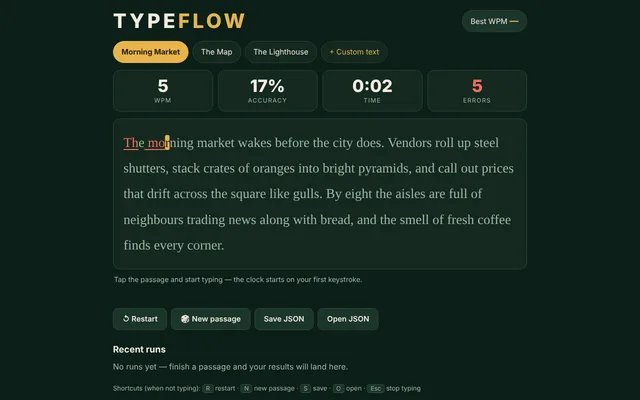 TYPEFLOW
Best WPM —
Morning Market The Map The Lighthouse + Custom text
5 17% 0:02 5
WPM ACCURACY TIME ERRORS
The morning market wakes before the city does. Vendors roll up steel
shutters, stack crates of oranges into bright pyramids, and call out prices
that drift across the square like gulls. By eight the aisles are full of
neighbours trading news along with bread, and the smell of fresh coffee
finds every corner.
Tap the passage and start typing — the clock starts on your first keystroke.
↺ Restart 🎲 New passage Save JSON Open JSON
Recent runs
No runs yet — finish a passage and your results will land here.
Shortcuts (when not typing): R restart · N new passage · S save · O open · Esc stop typing